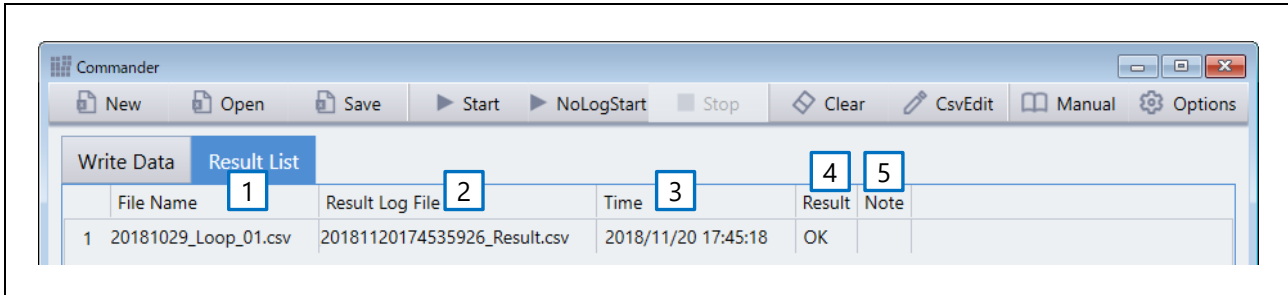 Commander
New Open Save Start NoLogStart Stop Clear CsvEdit Manual Options
Write Data Result List
1 2 3 4 5
File Name Result Log File Time Result Note
1 20181029_Loop_01.csv 20181120174535926_Result.csv 2018/11/20 17:45:18 OK